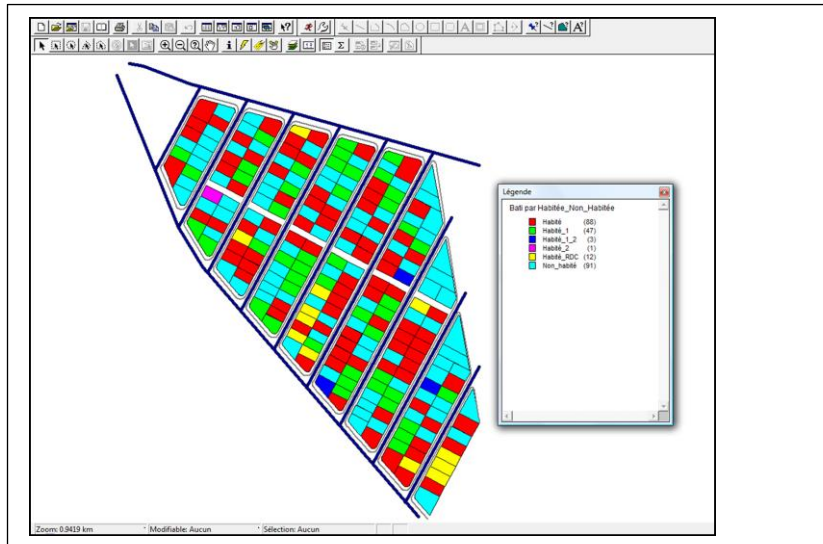 Légende
Bati par Habitée_Non_Habitée
Habité (88)
Habité_1 (47)
Habité_1_2 (3)
Habité_2 (1)
Habité_RDC (12)
Non_habité (91)
Zoom: 0.9419 km Modifiable: Aucun Sélection: Aucun